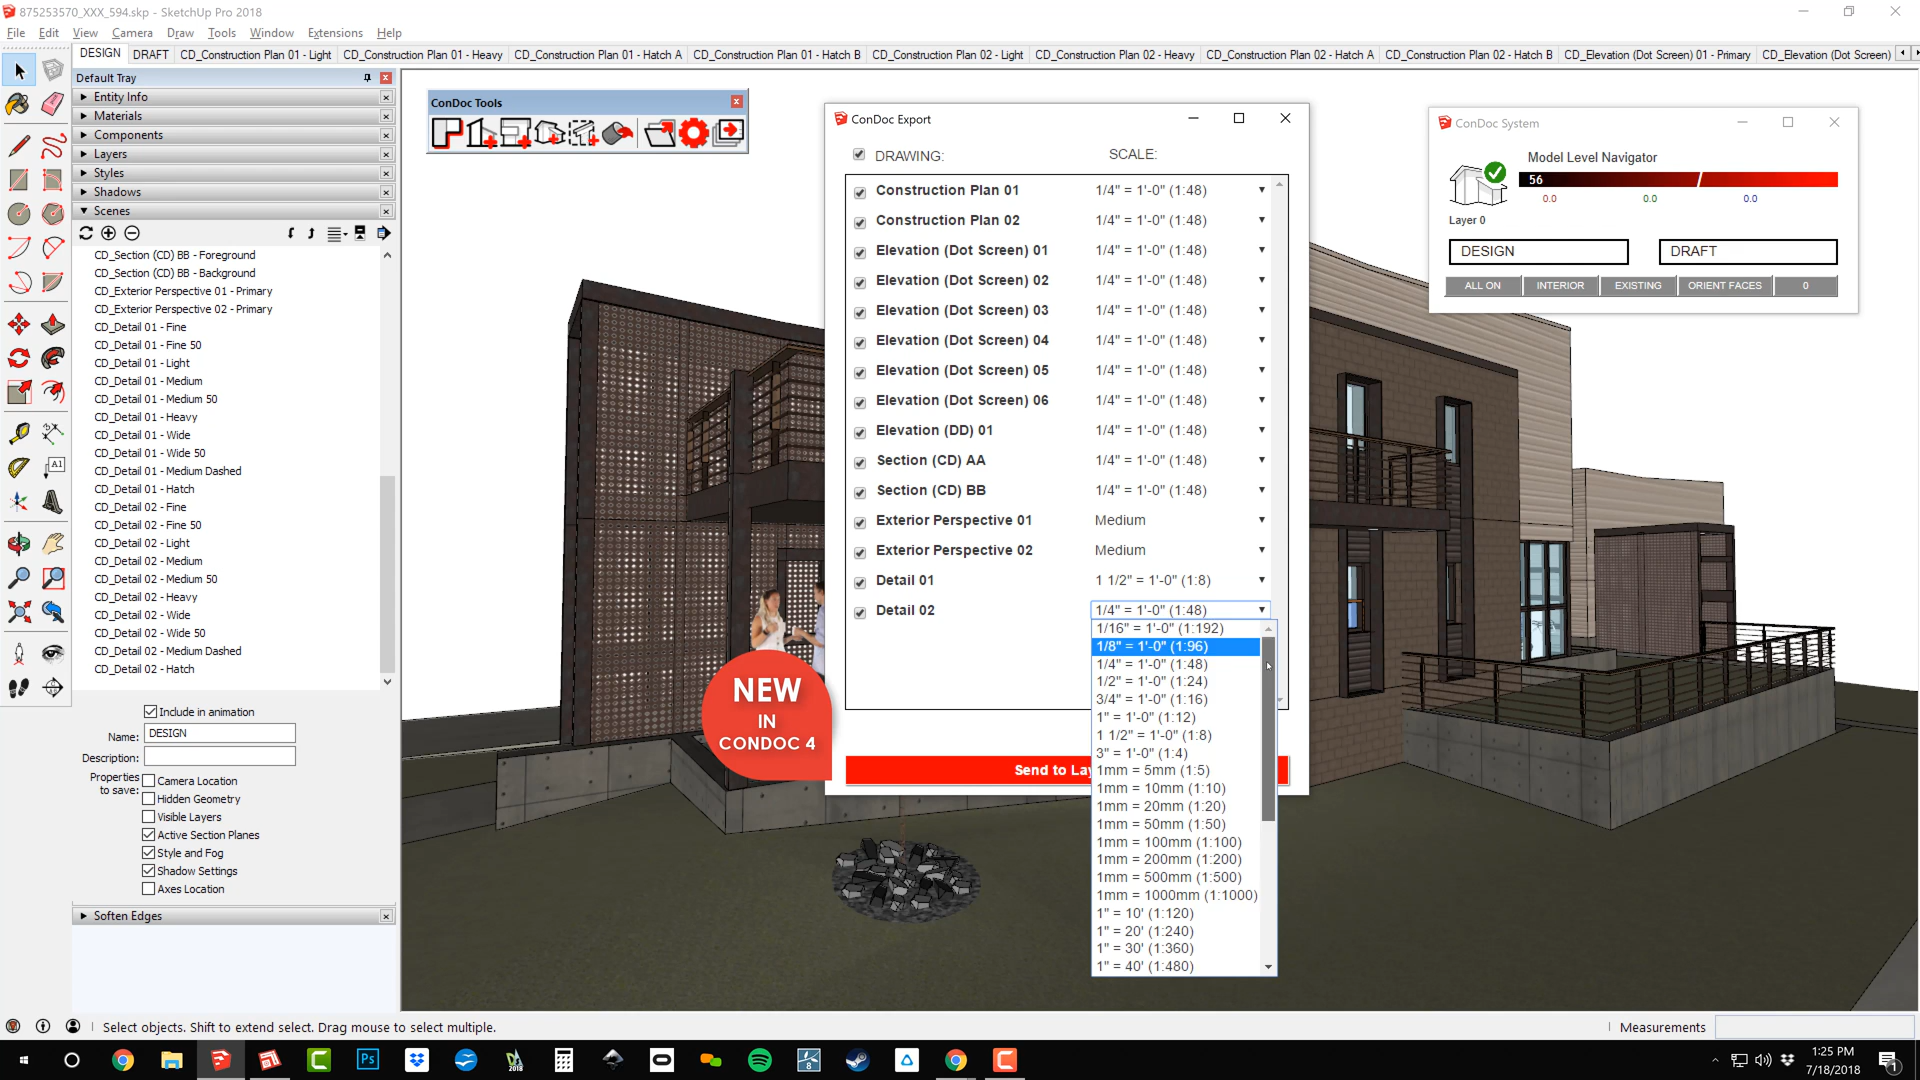 875253570_XXX_594.skp - SketchUp Pro 2018
File Edit View Camera Draw Tools Window Extensions Help
DESIGN DRAFT CD_Construction Plan 01 - Light CD_Construction Plan 01 - Heavy CD_Construction Plan 01 - Hatch A CD_Construction Plan 01 - Hatch B CD_Construction Plan 02 - Light CD_Construction Plan 02 - Heavy CD_Construction Plan 02 - Hatch A CD_Construction Plan 02 - Hatch B CD_Elevation (Dot Screen) 01 - Primary CD_Elevation (Dot Screen)
Default Tray
Entity Info
Materials
Components
Layers
Styles
Shadows
Scenes
CD_Section (CD) BB - Foreground
CD_Section (CD) BB - Background
CD_Exterior Perspective 01 - Primary
CD_Exterior Perspective 02 - Primary
CD_Detail 01 - Fine
CD_Detail 01 - Fine 50
CD_Detail 01 - Light
CD_Detail 01 - Medium
CD_Detail 01 - Medium 50
CD_Detail 01 - Heavy
CD_Detail 01 - Wide
CD_Detail 01 - Wide 50
CD_Detail 01 - Medium Dashed
CD_Detail 01 - Hatch
CD_Detail 02 - Fine
CD_Detail 02 - Fine 50
CD_Detail 02 - Light
CD_Detail 02 - Medium
CD_Detail 02 - Medium 50
CD_Detail 02 - Heavy
CD_Detail 02 - Wide
CD_Detail 02 - Wide 50
CD_Detail 02 - Medium Dashed
CD_Detail 02 - Hatch
Include in animation
Name: DESIGN
Description:
Properties to save:
Camera Location
Hidden Geometry
Visible Layers
Active Section Planes
Style and Fog
Shadow Settings
Axes Location
Soften Edges
A1
ConDoc Tools
ConDoc Export
DRAWING: SCALE:
Construction Plan 01 1/4" = 1'-0" (1:48)
Construction Plan 02 1/4" = 1'-0" (1:48)
Elevation (Dot Screen) 01 1/4" = 1'-0" (1:48)
Elevation (Dot Screen) 02 1/4" = 1'-0" (1:48)
Elevation (Dot Screen) 03 1/4" = 1'-0" (1:48)
Elevation (Dot Screen) 04 1/4" = 1'-0" (1:48)
Elevation (Dot Screen) 05 1/4" = 1'-0" (1:48)
Elevation (Dot Screen) 06 1/4" = 1'-0" (1:48)
Elevation (DD) 01 1/4" = 1'-0" (1:48)
Section (CD) AA 1/4" = 1'-0" (1:48)
Section (CD) BB 1/4" = 1'-0" (1:48)
Exterior Perspective 01 Medium
Exterior Perspective 02 Medium
Detail 01 1 1/2" = 1'-0" (1:8)
Detail 02 1/4" = 1'-0" (1:48)
1/16" = 1'-0" (1:192)
1/8" = 1'-0" (1:96)
1/4" = 1'-0" (1:48)
1/2" = 1'-0" (1:24)
3/4" = 1'-0" (1:16)
1" = 1'-0" (1:12)
1 1/2" = 1'-0" (1:8)
3" = 1'-0" (1:4)
1mm = 5mm (1:5)
1mm = 10mm (1:10)
1mm = 20mm (1:20)
1mm = 50mm (1:50)
1mm = 100mm (1:100)
1mm = 200mm (1:200)
1mm = 500mm (1:500)
1mm = 1000mm (1:1000)
1" = 10' (1:120)
1" = 20' (1:240)
1" = 30' (1:360)
1" = 40' (1:480)
Send to Lay
NEW
IN
CONDOC 4
ConDoc System
Model Level Navigator
56
0.0 0.0 0.0
Layer 0
DESIGN DRAFT
ALL ON INTERIOR EXISTING ORIENT FACES 0
Select objects. Shift to extend select. Drag mouse to select multiple.
Measurements
Ps
2018
8
1:25 PM
7/18/2018
1